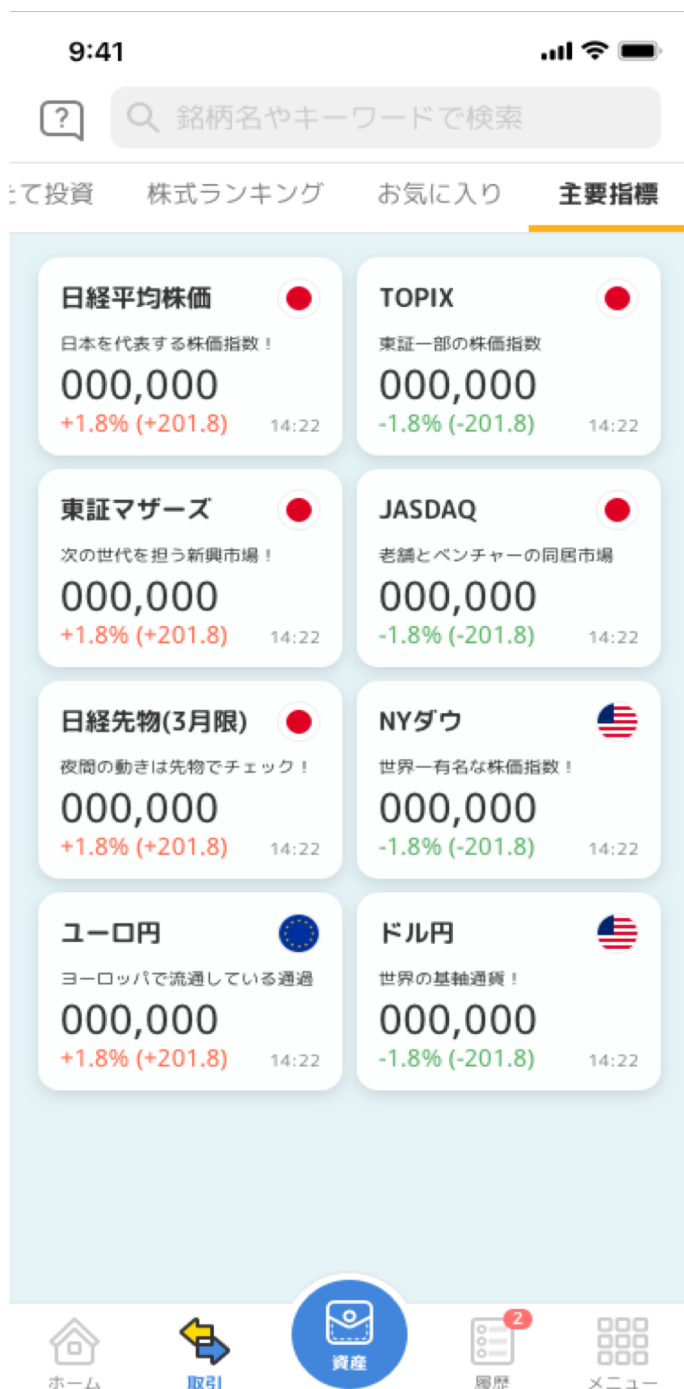 9:41
?
銘柄名やキーワードで検索
て投資 株式ランキング お気に入り 主要指標
日経平均株価
日本を代表する株価指数！
000,000
+1.8% (+201.8) 14:22
TOPIX
東証一部の株価指数
000,000
-1.8% (-201.8) 14:22
東証マザーズ
次の世代を担う新興市場！
000,000
+1.8% (+201.8) 14:22
JASDAQ
老舗とベンチャーの同居市場
000,000
-1.8% (-201.8) 14:22
日経先物(3月限)
夜間の動きは先物でチェック！
000,000
+1.8% (+201.8) 14:22
NYダウ
世界一有名な株価指数！
000,000
-1.8% (-201.8) 14:22
ユーロ円
ヨーロッパで流通している通過
000,000
+1.8% (+201.8) 14:22
ドル円
世界の基軸通貨！
000,000
-1.8% (-201.8) 14:22
2
ホーム 取引 資産 履歴 メニュー